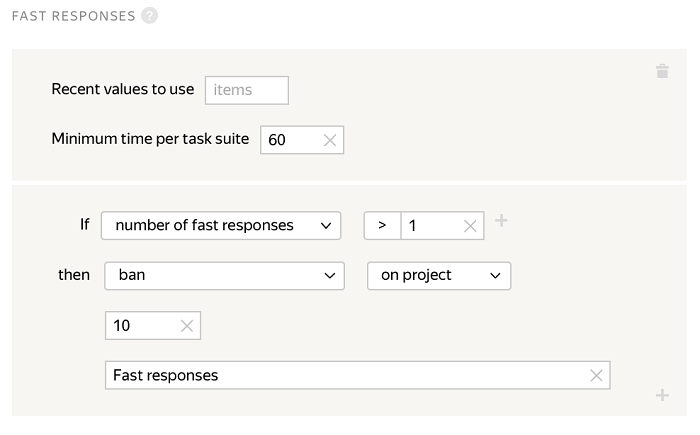 FAST RESPONSES ?
Recent values to use items
Minimum time per task suite 60
If number of fast responses > 1
then ban on project
10
Fast responses